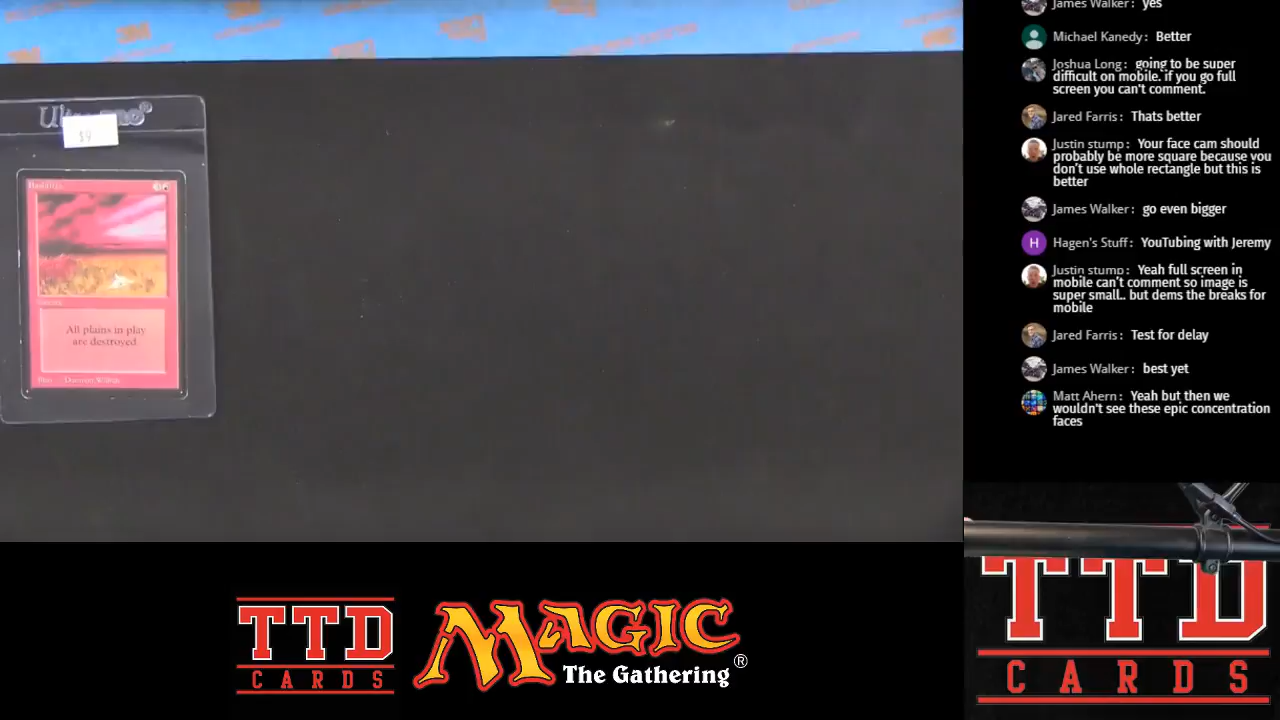 $9
All plains in play
are destroyed.
James Walker: yes
Michael Kanedy: Better
Joshua Long: going to be super
difficult on mobile. if you go full
screen you can't comment.
Jared Farris: Thats better
Justin stump: Your face cam should
probably be more square because you
don't use whole rectangle but this is
better
James Walker: go even bigger
H
Hagen's Stuff: YouTubing with Jeremy
Justin stump: Yeah full screen in
mobile can't comment so image is
super small.. but dems the breaks for
mobile
Jared Farris: Test for delay
James Walker: best yet
Matt Ahern: Yeah but then we
wouldn't see these epic concentration
faces
TTD
CARDS
MAGIC
The Gathering®
TTD
CARDS